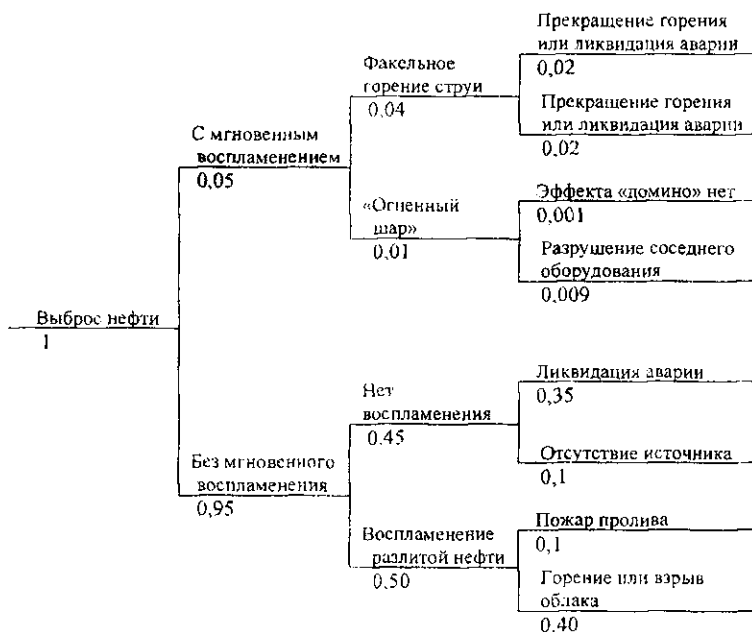 Прекращение горения
или ликвидация аварии
0,02
Факельное
горение струи
0,04
Прекращение горения
или ликвидация аварии
0,02
С мгновенным
воспламенением
0,05
«Огненный
шар»
0,01
Эффекта «домино» нет
0,001
Разрушение соседнего
оборудования
0,009
Выброс нефти
1
Нет
воспламенения
0.45
Ликвидация аварии
0,35
Отсутствие источника
0,1
Без мгновенного
воспламенения
0,95
Воспламенение
разлитой нефти
0,50
Пожар пролива
0,1
Горение или взрыв
облака
0,40